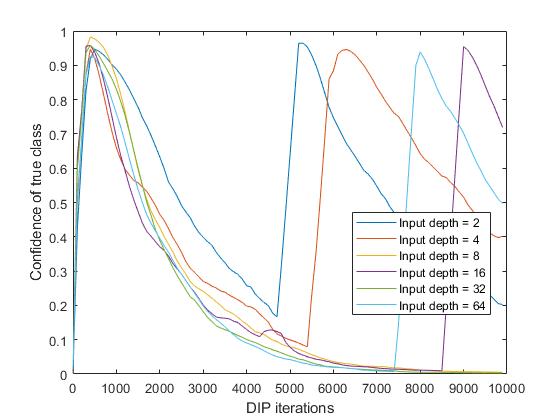 1
0.9
0.8
0.7
0.6
0.5
0.4
0.3
0.2
0.1
0
Confidence of true class
Input depth = 2
Input depth = 4
Input depth = 8
Input depth = 16
Input depth = 32
Input depth = 64
0 1000 2000 3000 4000 5000 6000 7000 8000 9000 10000
DIP iterations